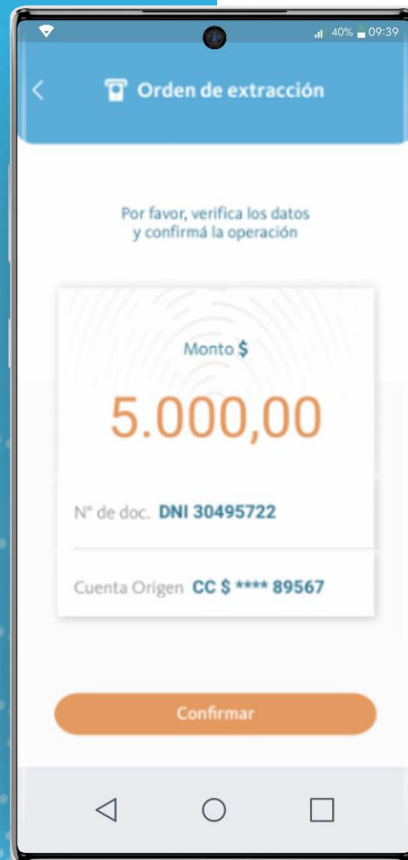 40% 09:39
Orden de extracción
Por favor, verifica los datos
y confirmá la operación
Monto $
5.000,00
N° de doc. DNI 30495722
Cuenta Origen CC $ **** 89567
Confirmar